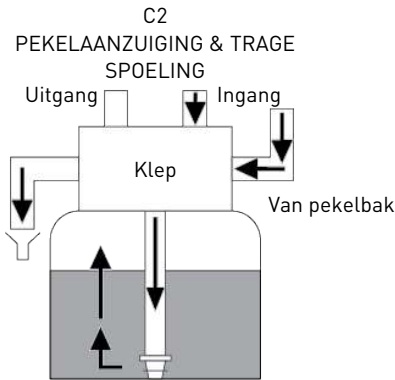 C2
PEKELAANZUIGING & TRAGE
SPOELING
Uitgang
Ingang
Klep
Van pekelbak